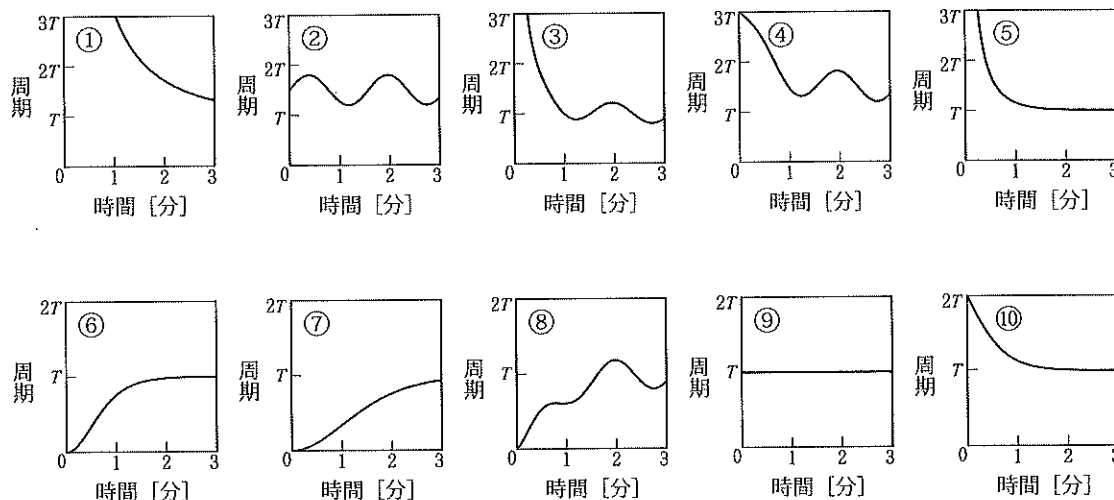 3T 3T 3T 3T 3T
① ② ③ ④ ⑤
2T 2T 2T 2T 2T
周期 周期 周期 周期 周期
T T T T T
0 1 2 3 0 1 2 3 0 1 2 3 0 1 2 3 0 1 2 3
時間 [分] 時間 [分] 時間 [分] 時間 [分] 時間 [分]
2T 2T 2T 2T 2T
⑥ ⑦ ⑧ ⑨ ⑩
周期 周期 周期 周期 周期
T T T T T
0 1 2 3 0 1 2 3 0 1 2 3 0 1 2 3 0 1 2 3
時間 [分] 時間 [分] 時間 [分] 時間 [分] 時間 [分]